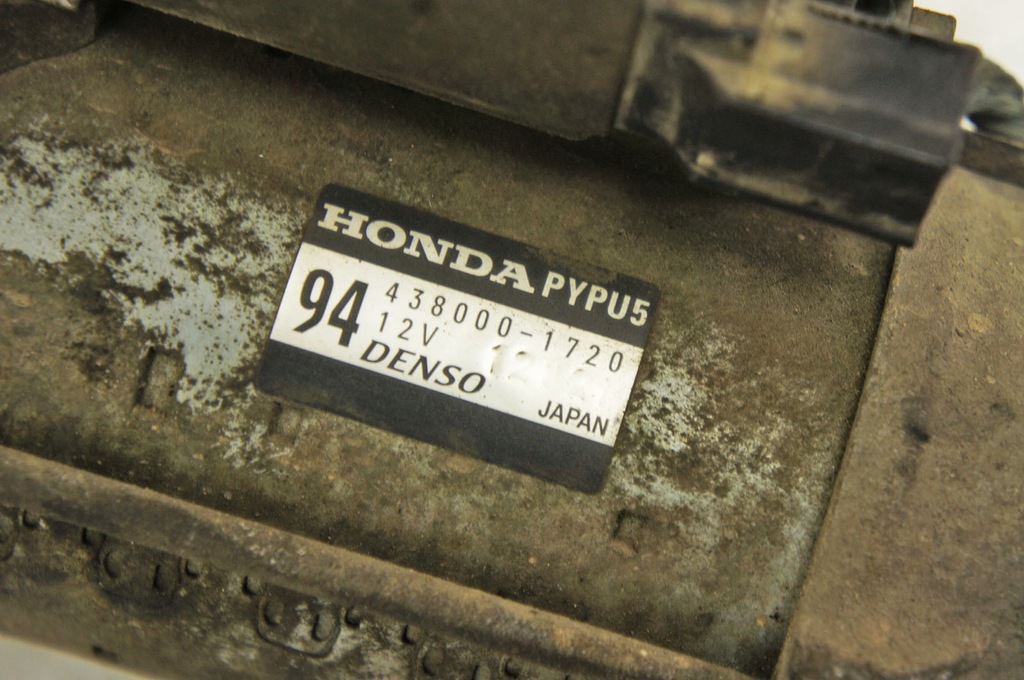 HONDA PYPU5
94 438000-1720
12V
DENSO
JAPAN